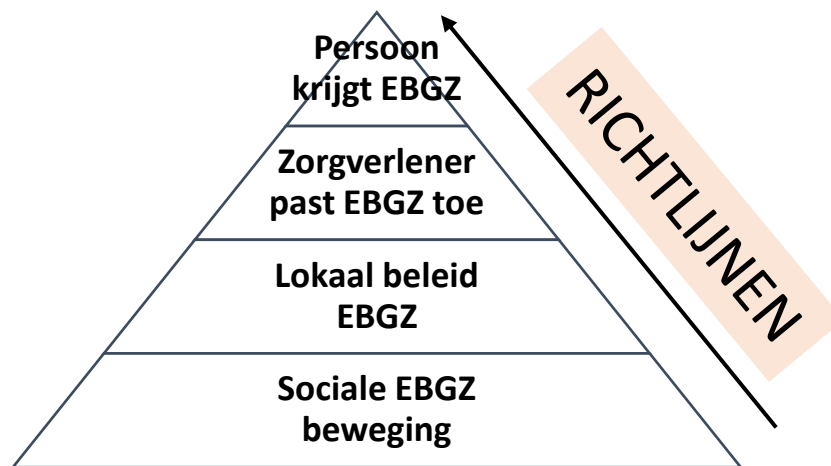 Persoon
krijgt EBGZ
Zorgverlener
past EBGZ toe
Lokaal beleid
EBGZ
Sociale EBGZ
beweging
RICHTLIJNEN